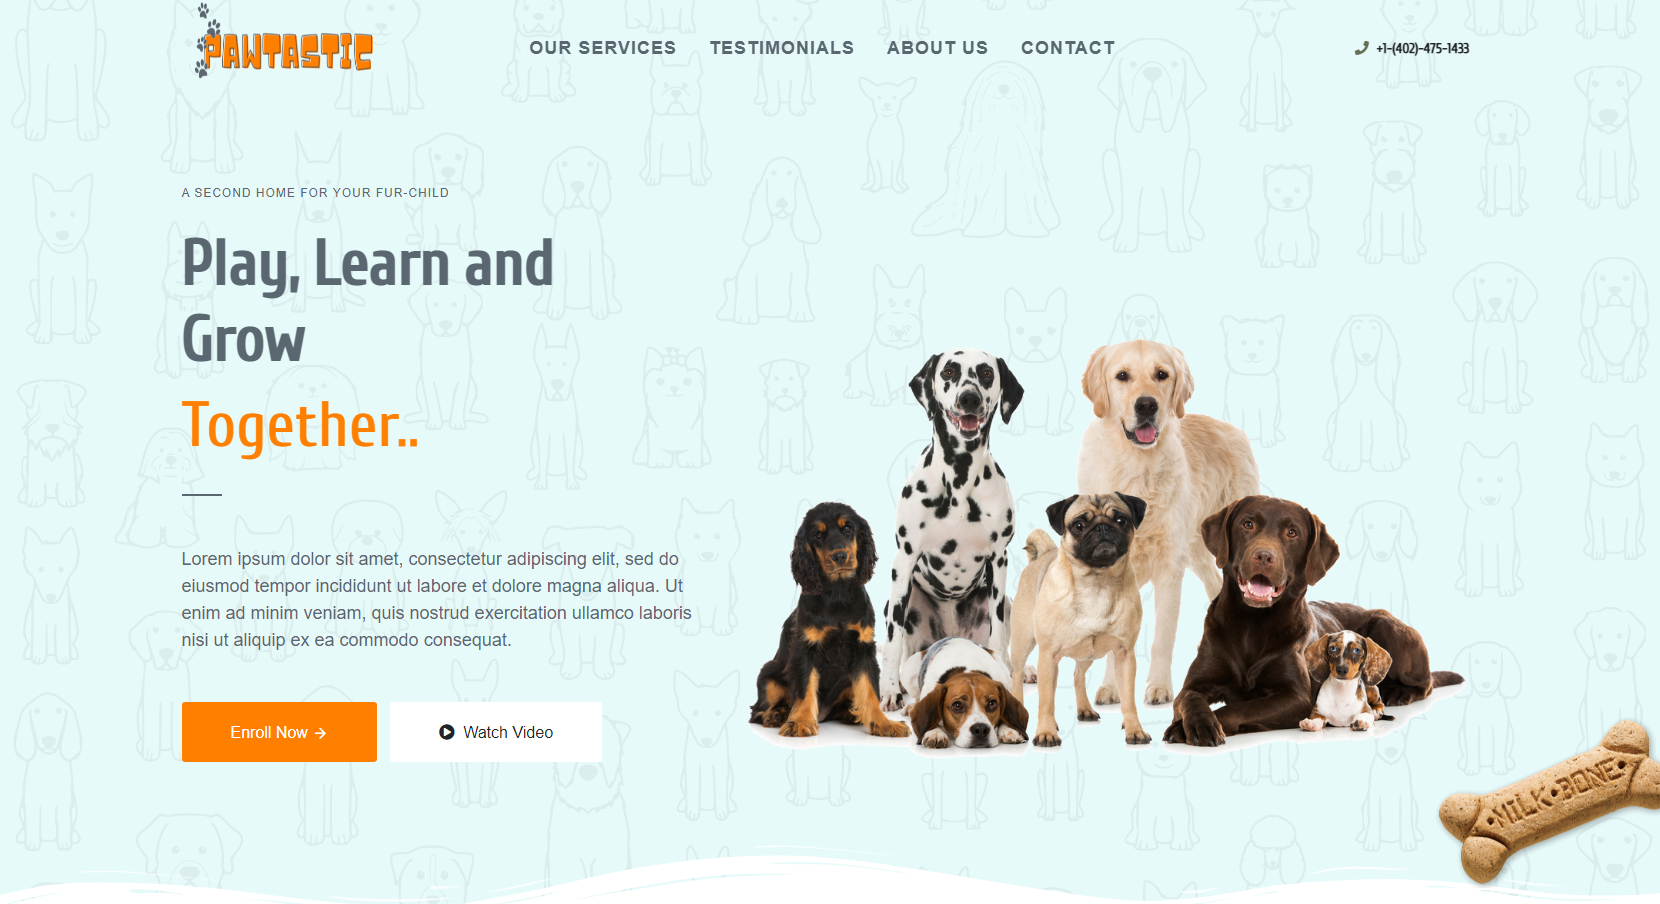 PAWTASTIC
OUR SERVICES TESTIMONIALS ABOUT US CONTACT
+1-(402)-475-1433
A SECOND HOME FOR YOUR FUR-CHILD
Play, Learn and
Grow
Together..
Lorem ipsum dolor sit amet, consectetur adipiscing elit, sed do
eiusmod tempor incididunt ut labore et dolore magna aliqua. Ut
enim ad minim veniam, quis nostrud exercitation ullamco laboris
nisi ut aliquip ex ea commodo consequat.
Enroll Now →
Watch Video
MILK•BONE